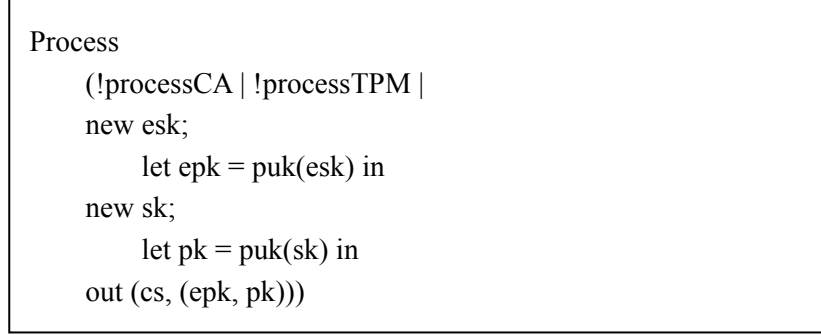 Process
(!processCA | !processTPM |
new esk;
let epk = puk(esk) in
new sk;
let pk = puk(sk) in
out (cs, (epk, pk)))